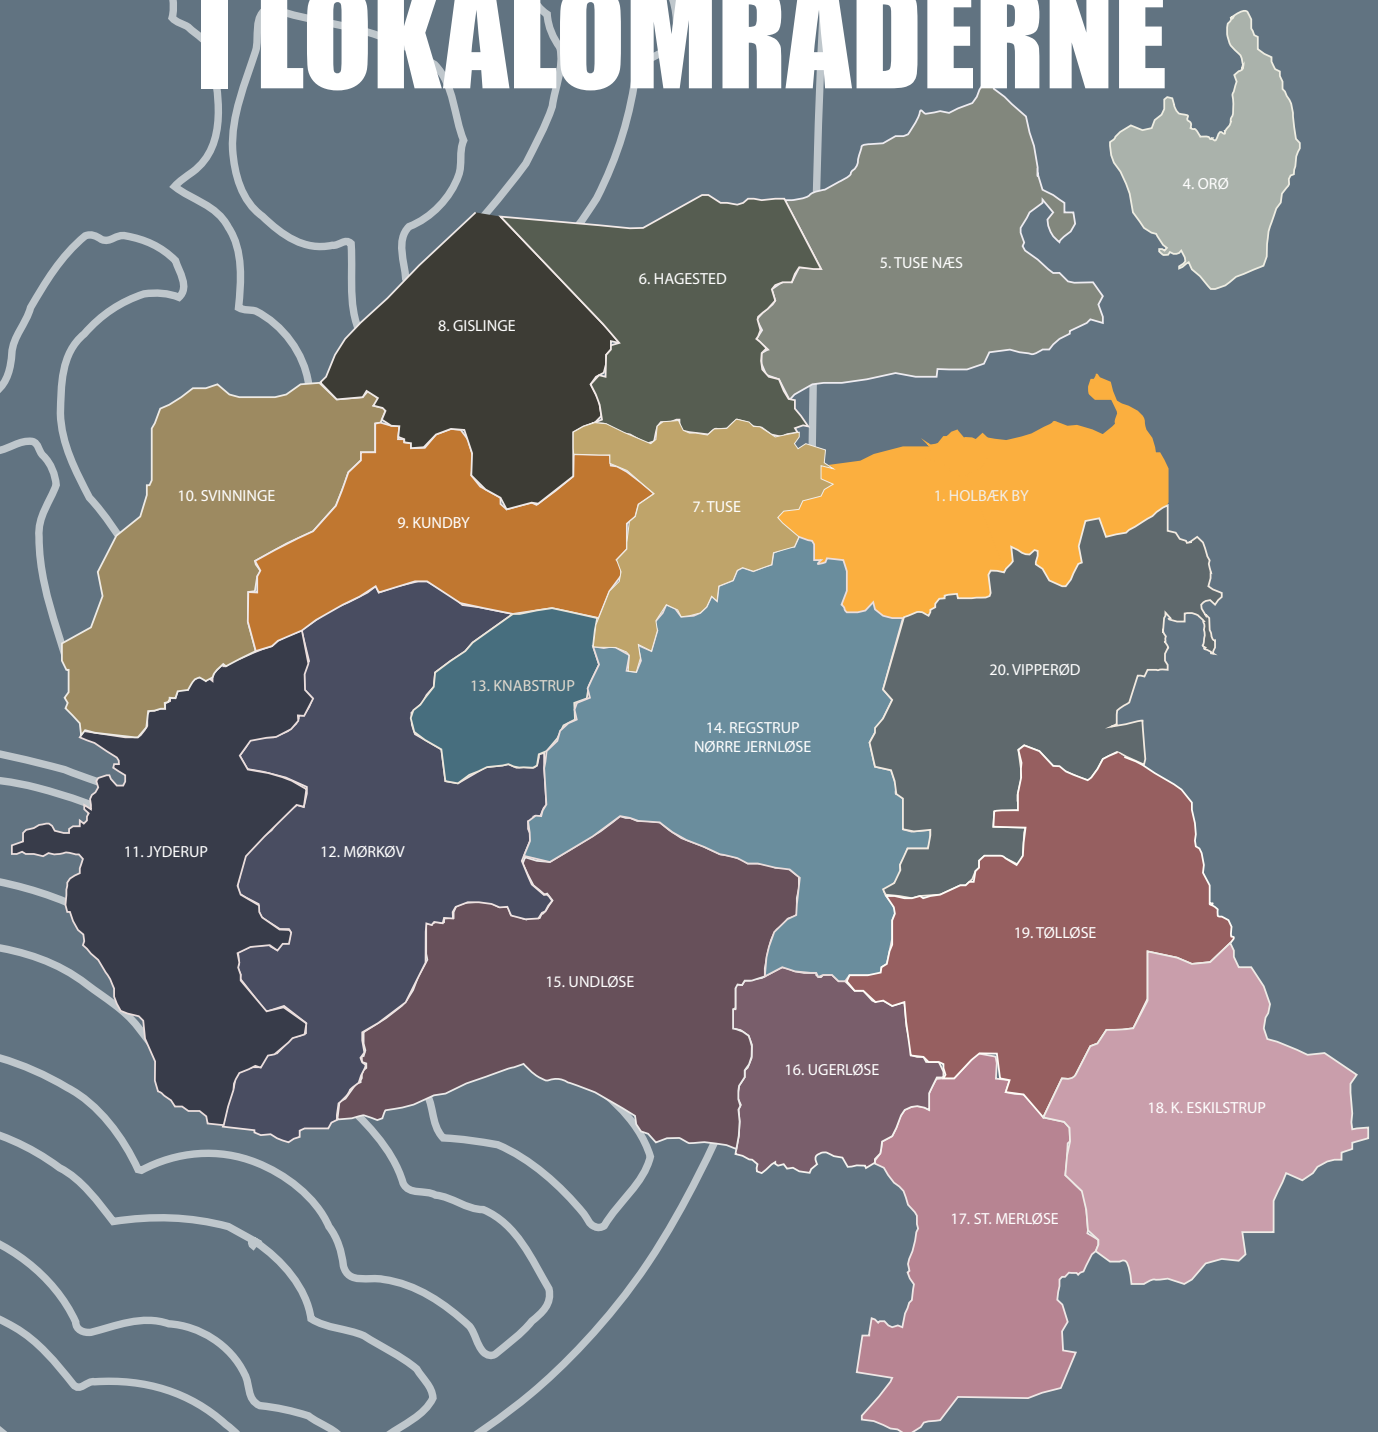 I LOKALOMRÅDERNE
4. ORØ
5. TUSE NÆS
6. HAGESTED
8. GISLINGE
10. SVINNINGE
9. KUNDBY
7. TUSE
1. HOLBÆK BY
13. KNABSTRUP
20. VIPPERØD
14. REGSTRUP
NØRRE JERNLØSE
11. JYDERUP
12. MØRKØV
19. TØLLØSE
15. UNDLØSE
16. UGERLØSE
18. K. ESKILSTRUP
17. ST. MERLØSE